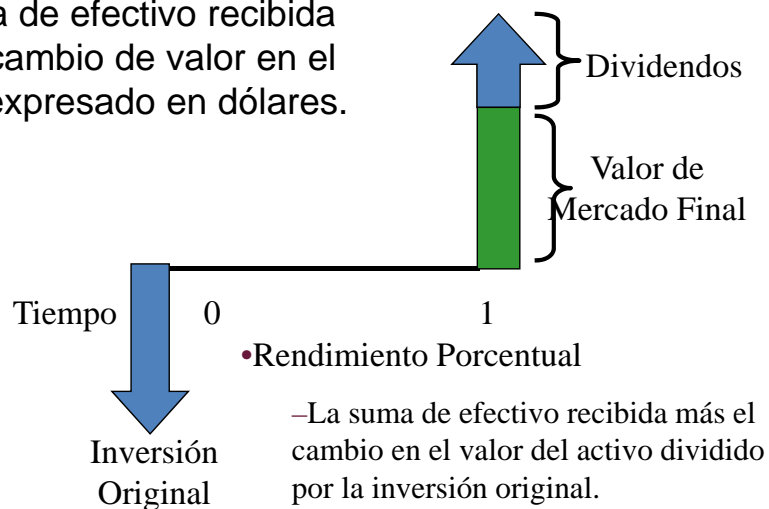 de efectivo recibida
cambio de valor en el
expresado en dólares.
Dividendos
Valor de
Mercado Final
Tiempo 0 1
•Rendimiento Porcentual
–La suma de efectivo recibida más el
cambio en el valor del activo dividido
por la inversión original.
Inversión
Original